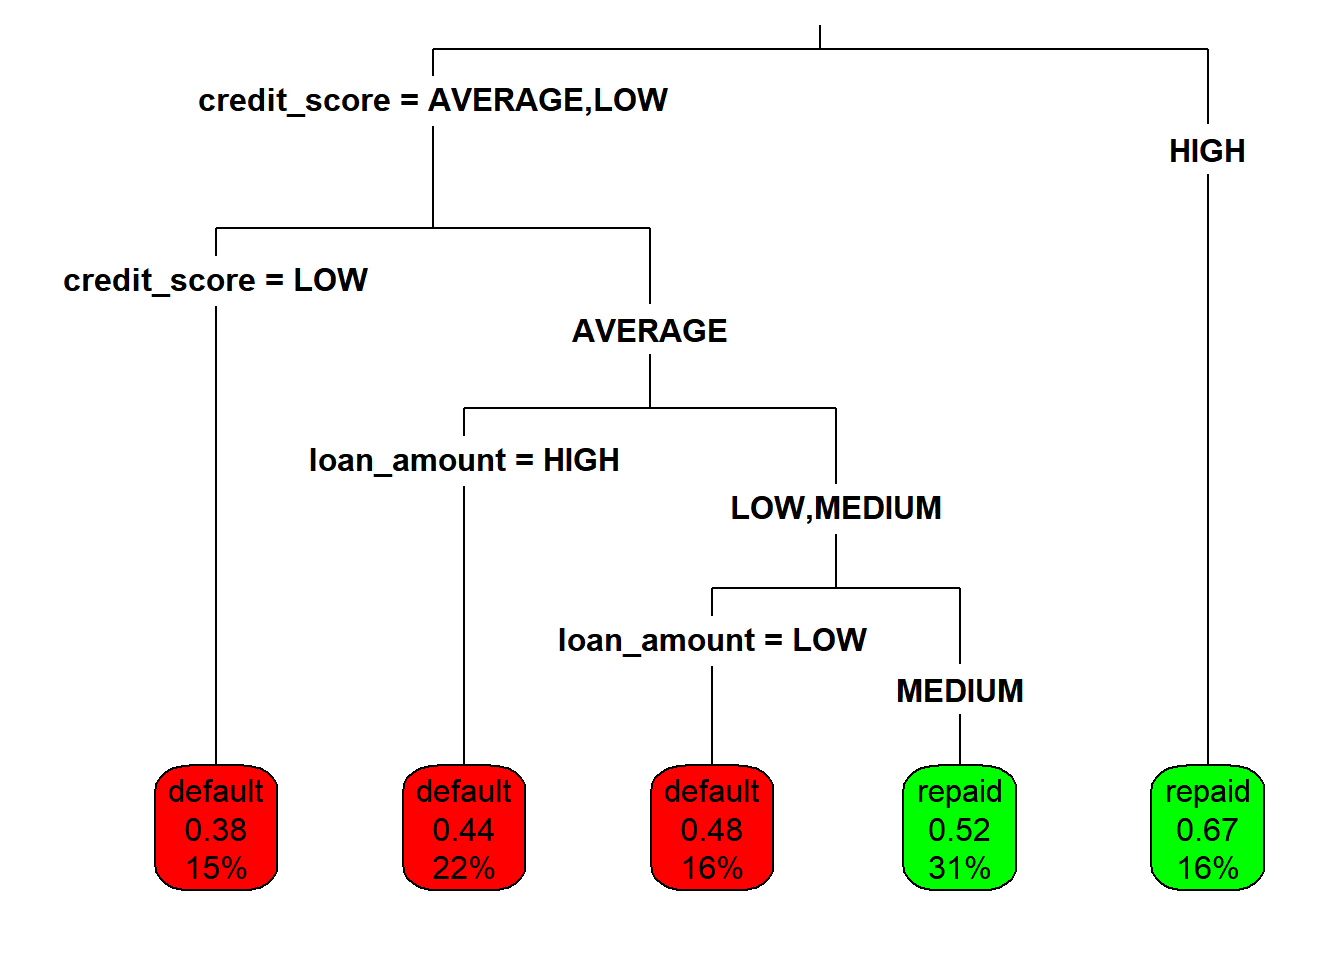 credit_score = AVERAGE,LOW
HIGH
credit_score = LOW
AVERAGE
loan_amount = HIGH
LOW,MEDIUM
loan_amount = LOW
MEDIUM
default
0.38
15%
default
0.44
22%
default
0.48
16%
repaid
0.52
31%
repaid
0.67
16%